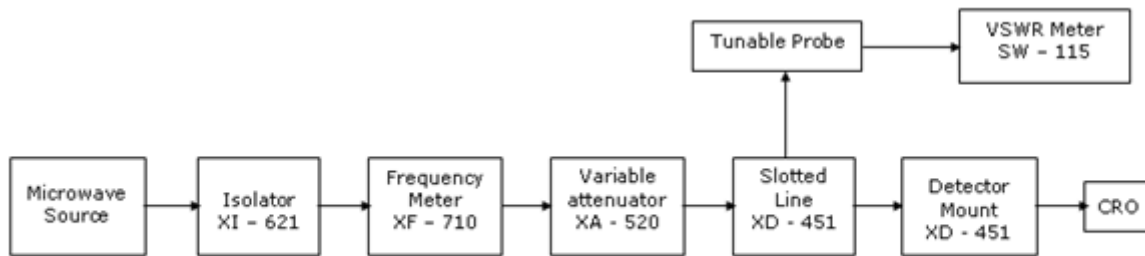 Tunable Probe
VSWR Meter
SW – 115
Microwave
Source
Isolator
XI – 621
Frequency
Meter
XF – 710
Variable
attenuator
XA - 520
Slotted
Line
XD - 451
Detector
Mount
XD - 451
CRO